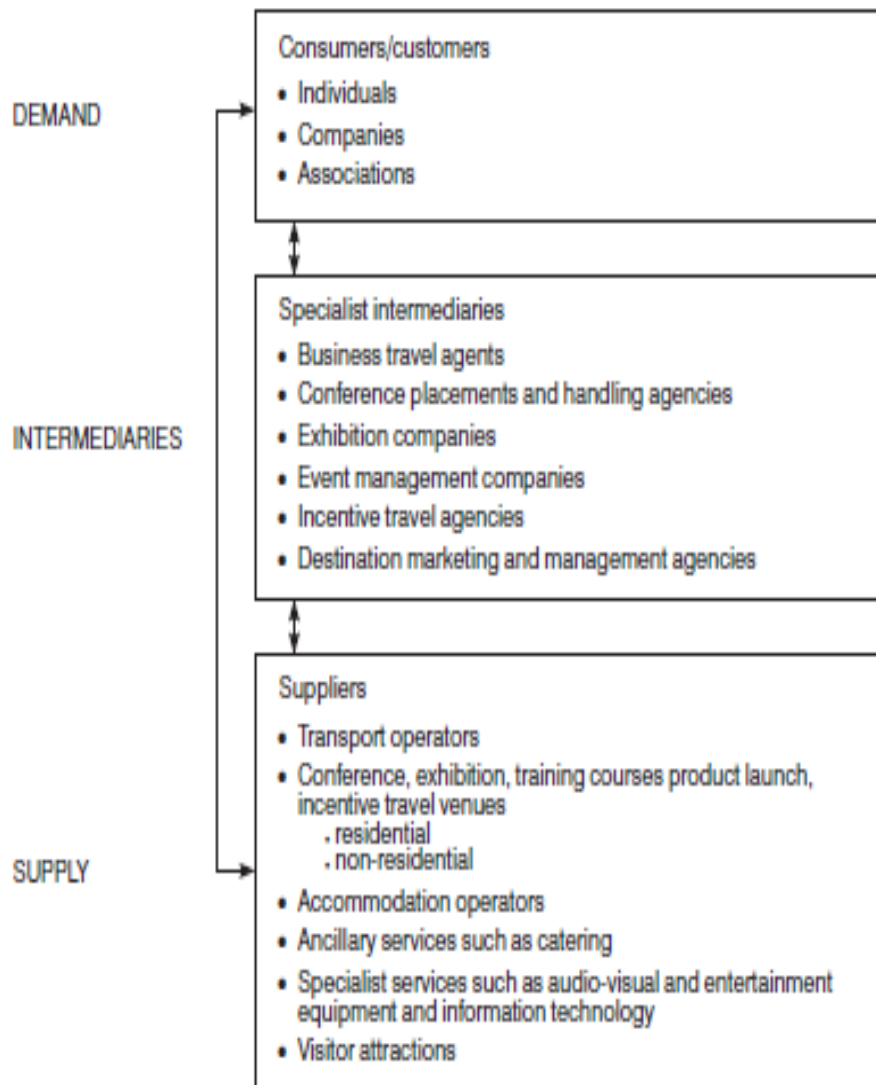 DEMAND
Consumers/customers
• Individuals
• Companies
• Associations
INTERMEDIARIES
Specialist intermediaries
• Business travel agents
• Conference placements and handling agencies
• Exhibition companies
• Event management companies
• Incentive travel agencies
• Destination marketing and management agencies
SUPPLY
Suppliers
• Transport operators
• Conference, exhibition, training courses product launch,
incentive travel venues
• residential
• non-residential
• Accommodation operators
• Ancillary services such as catering
• Specialist services such as audio-visual and entertainment
equipment and information technology
• Visitor attractions